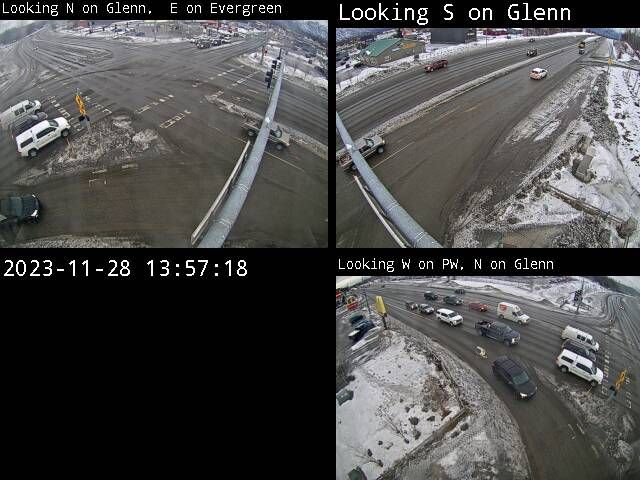 Looking N on Glenn, E on Evergreen
Looking S on Glenn
2023-11-28 13:57:18
Looking W on PW, N on Glenn